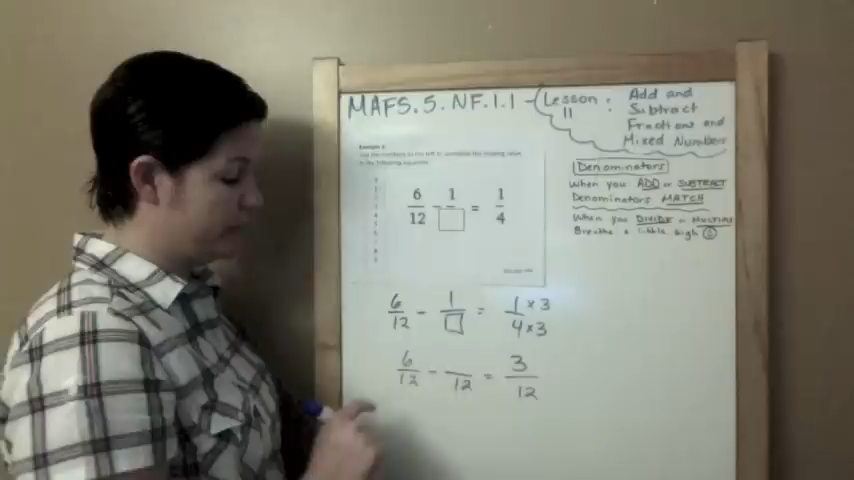 MAFS.5.NF.1.1 - Lesson 11 : Add and
Subtract
Fractions and
Mixed Numbers
Denominators
When you ADD or SUBTRACT
Denominators MATCH
When you DIVIDE or MULTIPLY
Breathe a little sigh
6/12 - 1/□ = 1/4
6/12 - 1/□ = 1×3/4×3
6/12 - /12 = 3/12